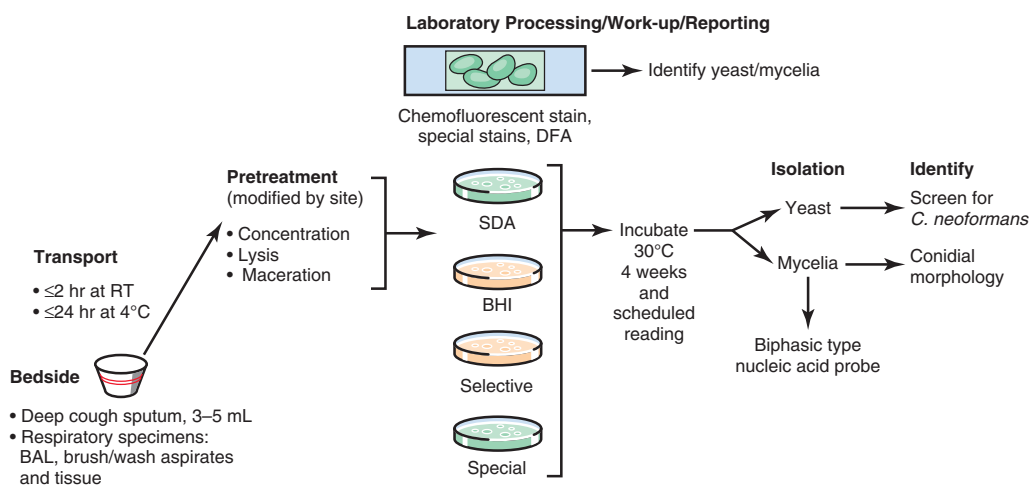 Laboratory Processing/Work-up/Reporting
Identify yeast/mycelia
Chemofluorescent stain,
special stains, DFA
Bedside
• Deep cough sputum, 3–5 mL
• Respiratory specimens:
BAL, brush/wash aspirates
and tissue
Transport
• ≤2 hr at RT
• ≤24 hr at 4°C
Pretreatment
(modified by site)
• Concentration
• Lysis
• Maceration
SDA
BHI
Selective
Special
Incubate
30°C
4 weeks
and
scheduled
reading
Isolation
Yeast
Mycelia
Biphasic type
nucleic acid probe
Identify
Screen for
C. neoformans
Conidial
morphology